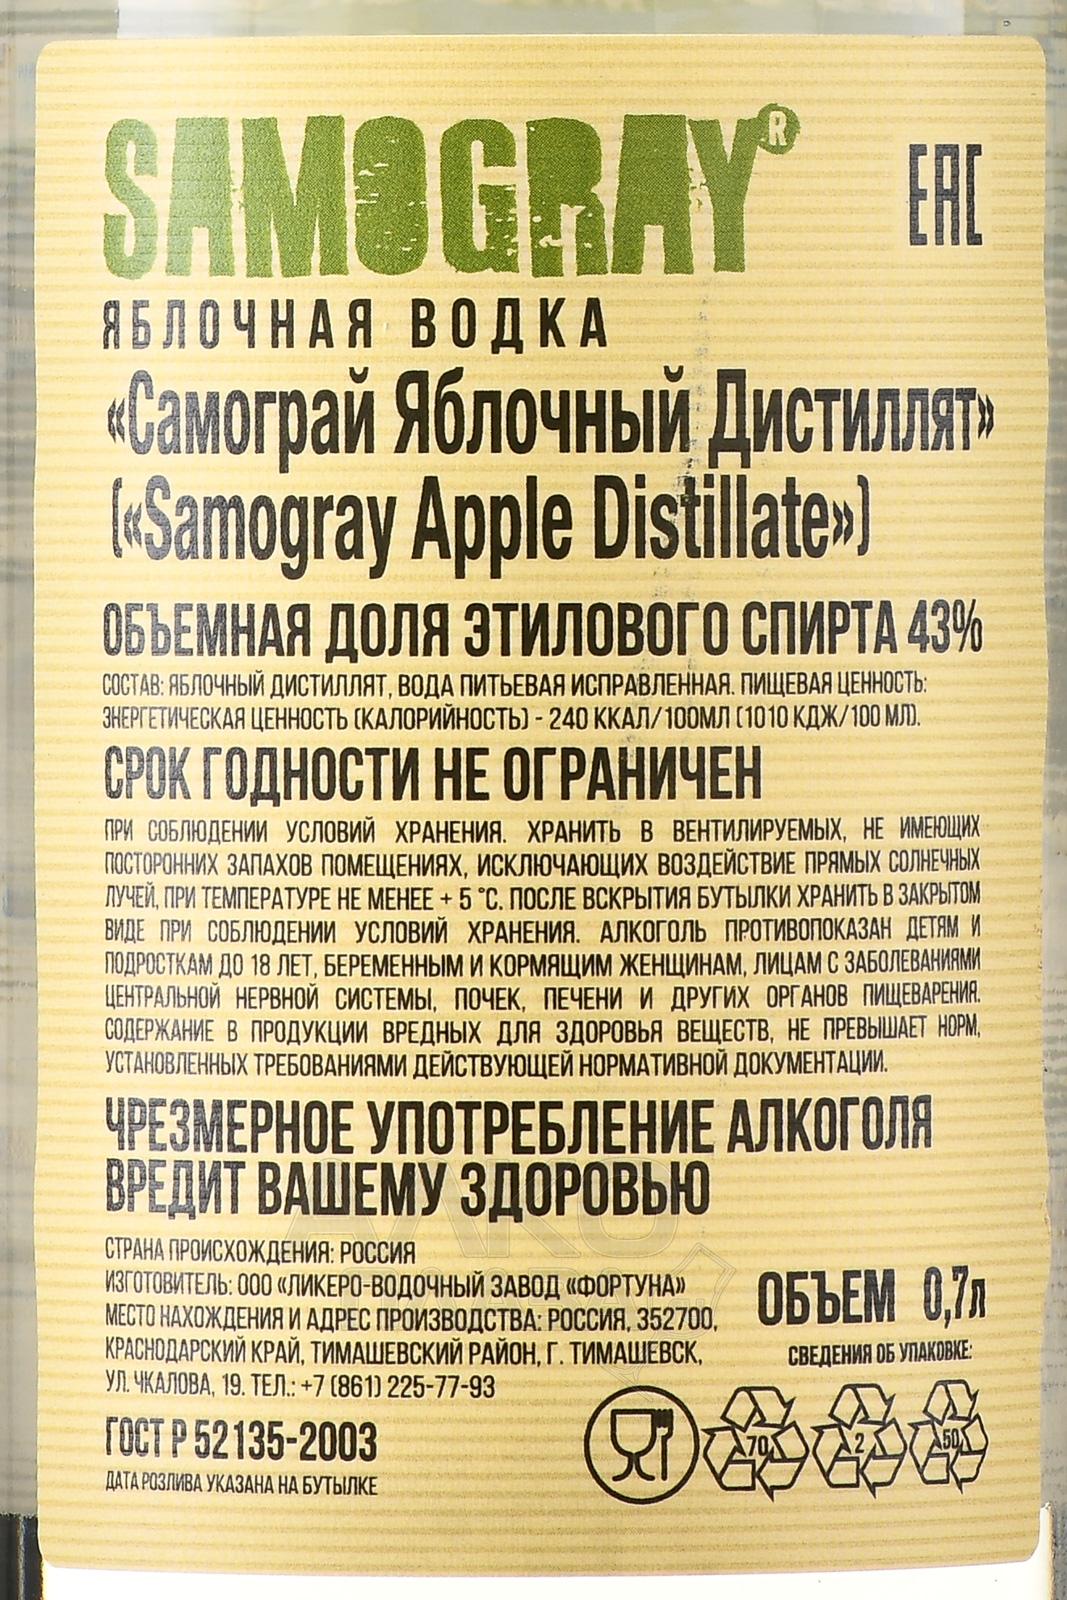 SAMOGRAY®
EAC
ЯБЛОЧНАЯ ВОДКА
«Самограй Яблочный Дистиллят»
(«Samogray Apple Distillate»)
ОБЪЕМНАЯ ДОЛЯ ЭТИЛОВОГО СПИРТА 43%
СОСТАВ: ЯБЛОЧНЫЙ ДИСТИЛЛЯТ, ВОДА ПИТЬЕВАЯ ИСПРАВЛЕННАЯ. ПИЩЕВАЯ ЦЕННОСТЬ:
ЭНЕРГЕТИЧЕСКАЯ ЦЕННОСТЬ (КАЛОРИЙНОСТЬ) - 240 ККАЛ/100МЛ (1010 КДЖ/100 МЛ).
СРОК ГОДНОСТИ НЕ ОГРАНИЧЕН
ПРИ СОБЛЮДЕНИИ УСЛОВИЙ ХРАНЕНИЯ. ХРАНИТЬ В ВЕНТИЛИРУЕМЫХ, НЕ ИМЕЮЩИХ
ПОСТОРОННИХ ЗАПАХОВ ПОМЕЩЕНИЯХ, ИСКЛЮЧАЮЩИХ ВОЗДЕЙСТВИЕ ПРЯМЫХ СОЛНЕЧНЫХ
ЛУЧЕЙ, ПРИ ТЕМПЕРАТУРЕ НЕ МЕНЕЕ + 5 °С. ПОСЛЕ ВСКРЫТИЯ БУТЫЛКИ ХРАНИТЬ В ЗАКРЫТОМ
ВИДЕ ПРИ СОБЛЮДЕНИИ УСЛОВИЙ ХРАНЕНИЯ. АЛКОГОЛЬ ПРОТИВОПОКАЗАН ДЕТЯМ И
ПОДРОСТКАМ ДО 18 ЛЕТ, БЕРЕМЕННЫМ И КОРМЯЩИМ ЖЕНЩИНАМ, ЛИЦАМ С ЗАБОЛЕВАНИЯМИ
ЦЕНТРАЛЬНОЙ НЕРВНОЙ СИСТЕМЫ, ПОЧЕК, ПЕЧЕНИ И ДРУГИХ ОРГАНОВ ПИЩЕВАРЕНИЯ.
СОДЕРЖАНИЕ В ПРОДУКЦИИ ВРЕДНЫХ ДЛЯ ЗДОРОВЬЯ ВЕЩЕСТВ, НЕ ПРЕВЫШАЕТ НОРМ,
УСТАНОВЛЕННЫХ ТРЕБОВАНИЯМИ ДЕЙСТВУЮЩЕЙ НОРМАТИВНОЙ ДОКУМЕНТАЦИИ.
ЧРЕЗМЕРНОЕ УПОТРЕБЛЕНИЕ АЛКОГОЛЯ
ВРЕДИТ ВАШЕМУ ЗДОРОВЬЮ
СТРАНА ПРОИСХОЖДЕНИЯ: РОССИЯ
ИЗГОТОВИТЕЛЬ: ООО «ЛИКЕРО-ВОДОЧНЫЙ ЗАВОД «ФОРТУНА»
МЕСТО НАХОЖДЕНИЯ И АДРЕС ПРОИЗВОДСТВА: РОССИЯ, 352700,
КРАСНОДАРСКИЙ КРАЙ, ТИМАШЕВСКИЙ РАЙОН, Г. ТИМАШЕВСК,
УЛ. ЧКАЛОВА, 19. ТЕЛ.: +7 (861) 225-77-93
ГОСТ Р 52135-2003
ДАТА РОЗЛИВА УКАЗАНА НА БУТЫЛКЕ
ОБЪЕМ 0,7л
СВЕДЕНИЯ ОБ УПАКОВКЕ:
70 2 50